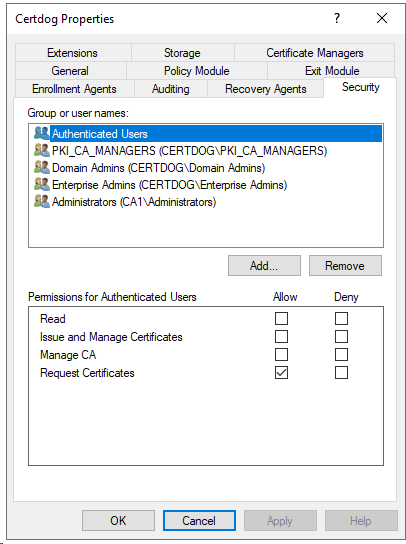 Certdog Properties ? ×
Extensions Storage Certificate Managers
General Policy Module Exit Module
Enrollment Agents Auditing Recovery Agents Security
Group or user names:
Authenticated Users
PKI_CA_MANAGERS (CERTDOG\PKI_CA_MANAGERS)
Domain Admins (CERTDOG\Domain Admins)
Enterprise Admins (CERTDOG\Enterprise Admins)
Administrators (CA1\Administrators)
Add... Remove
Permissions for Authenticated Users Allow Deny
Read
Issue and Manage Certificates
Manage CA
Request Certificates
OK Cancel Apply Help